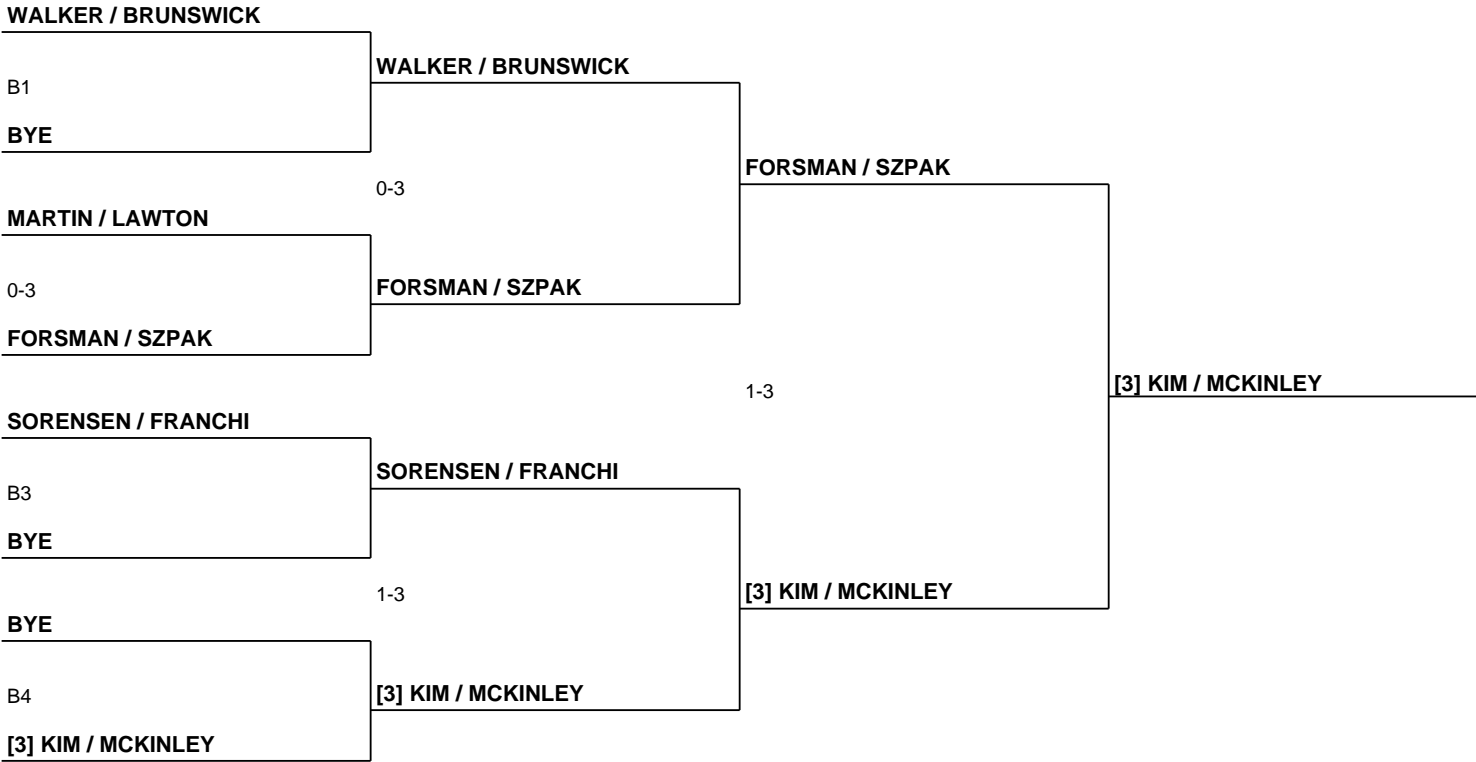 WALKER / BRUNSWICK
B1
BYE
MARTIN / LAWTON
0-3
FORSMAN / SZPAK
SORENSEN / FRANCHI
B3
BYE
BYE
B4
[3] KIM / MCKINLEY
WALKER / BRUNSWICK
0-3
FORSMAN / SZPAK
SORENSEN / FRANCHI
1-3
[3] KIM / MCKINLEY
FORSMAN / SZPAK
1-3
[3] KIM / MCKINLEY
[3] KIM / MCKINLEY